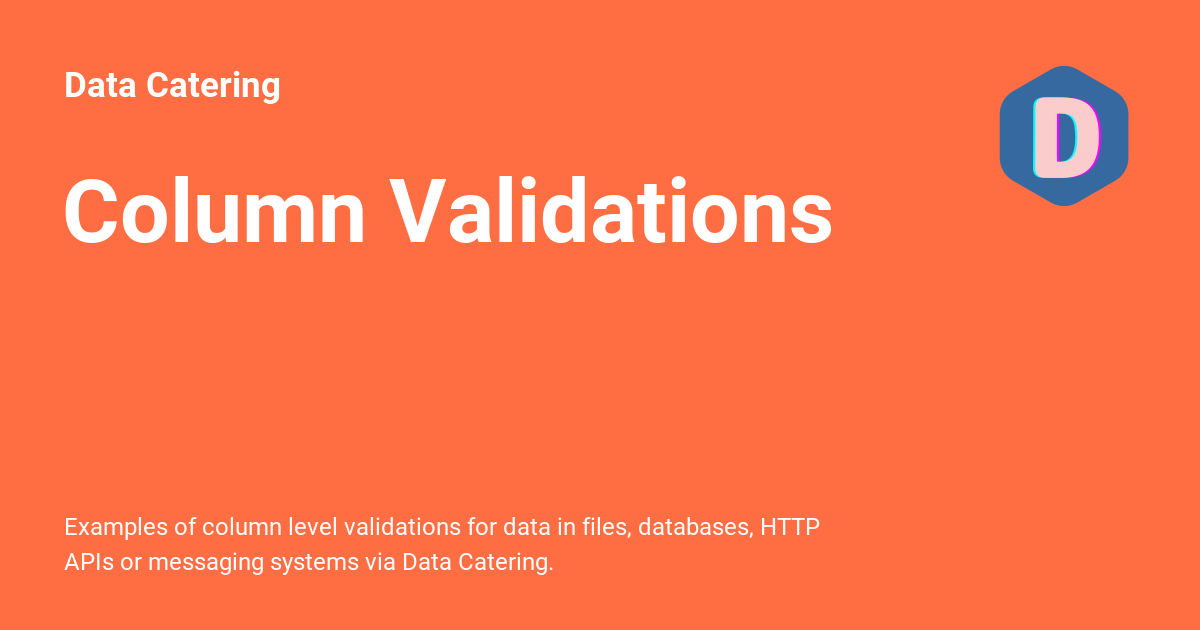 Data Catering
D
Column Validations
Examples of column level validations for data in files, databases, HTTP
APIs or messaging systems via Data Catering.